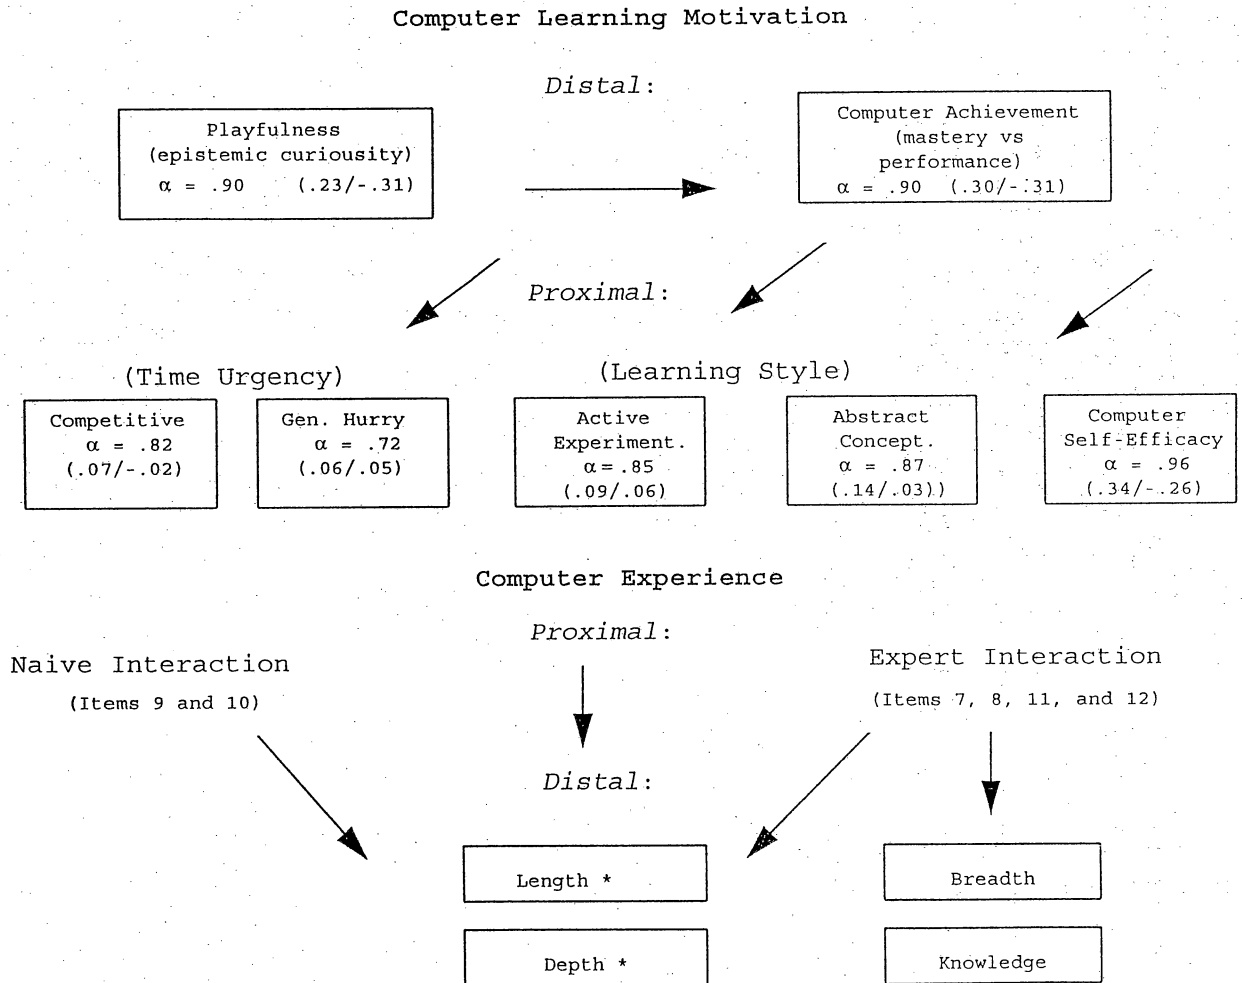 Computer Learning Motivation
Distal:
Playfulness
(epistemic curiousity)
α = .90 (.23/-.31)
Computer Achievement
(mastery vs
performance)
α = .90 (.30/-.31)
Proximal:
(Time Urgency)
(Learning Style)
Competitive
α = .82
(.07/-.02)
Gen. Hurry
α = .72
(.06/.05)
Active
Experiment.
α=.85
(.09/.06)
Abstract
Concept.
α = .87
(.14/.03))
Computer
Self-Efficacy
α = .96
(.34/-.26)
Computer Experience
Proximal:
Naive Interaction
(Items 9 and 10)
Expert Interaction
(Items 7, 8, 11, and 12)
Distal:
Length *
Breadth
Depth *
Knowledge